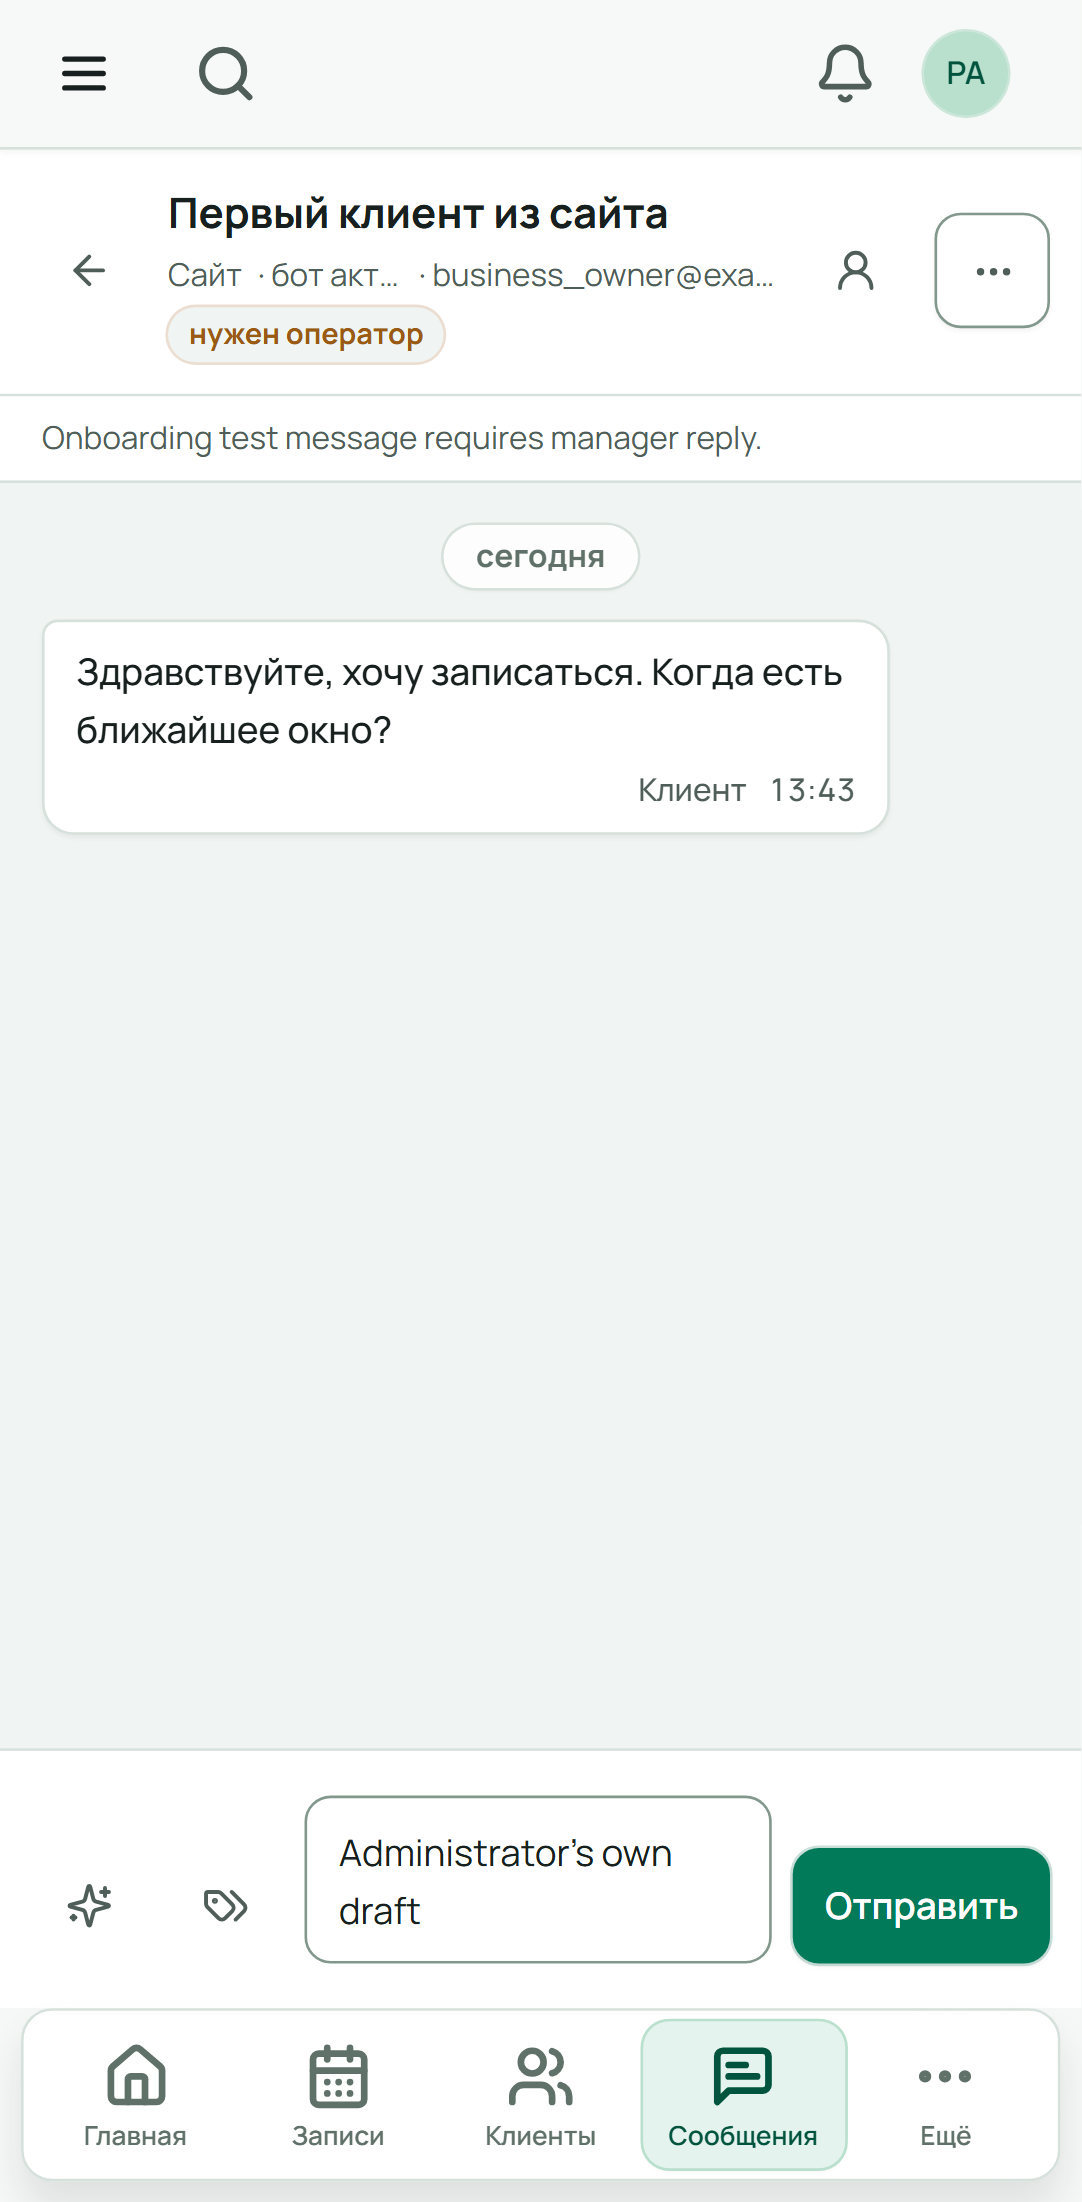 PA
Первый клиент из сайта
Сайт · бот акт... · business_owner@exa...
нужен оператор
Onboarding test message requires manager reply.
сегодня
Здравствуйте, хочу записаться. Когда есть
ближайшее окно?
Клиент 13:43
Administrator's own
draft
Отправить
Главная Записи Клиенты Сообщения Ещё